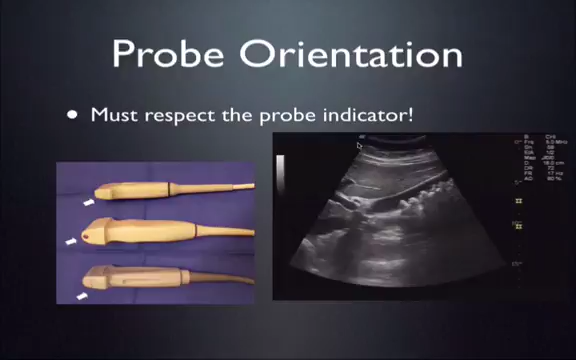 Probe Orientation
Must respect the probe indicator!